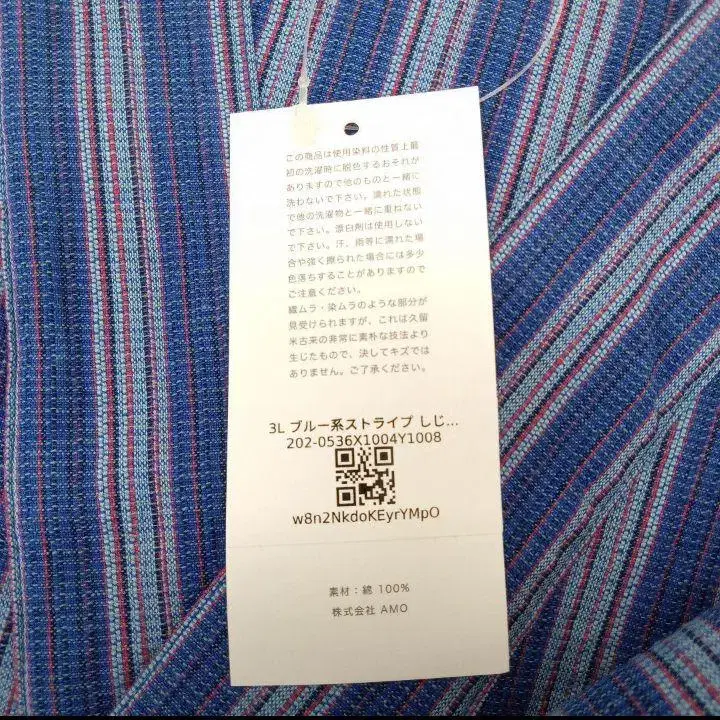 この商品は使用染料の性質上最
初の洗濯時に脱色するおそれが
ありますので他のものと一緒に
洗わないで下さい。濡れた状態
で他の洗濯物と一緒に重ねない
で下さい。漂白剤は使用しない
で下さい。汗、雨等に濡れた場
合や強く擦られた場合には多少
色落ちすることがありますので
ご注意ください。
織ムラ・染ムラのような部分が
見受けられますが、これは久留
米古来の非常に素朴な技法より
生じたもので、決してキズでは
ありません。ご了承ください。
3L ブルー系ストライプ しじ...
202-0536X1004Y1008
w8n2NkdoKEyrYMpO
素材：綿 100%
株式会社 AMO